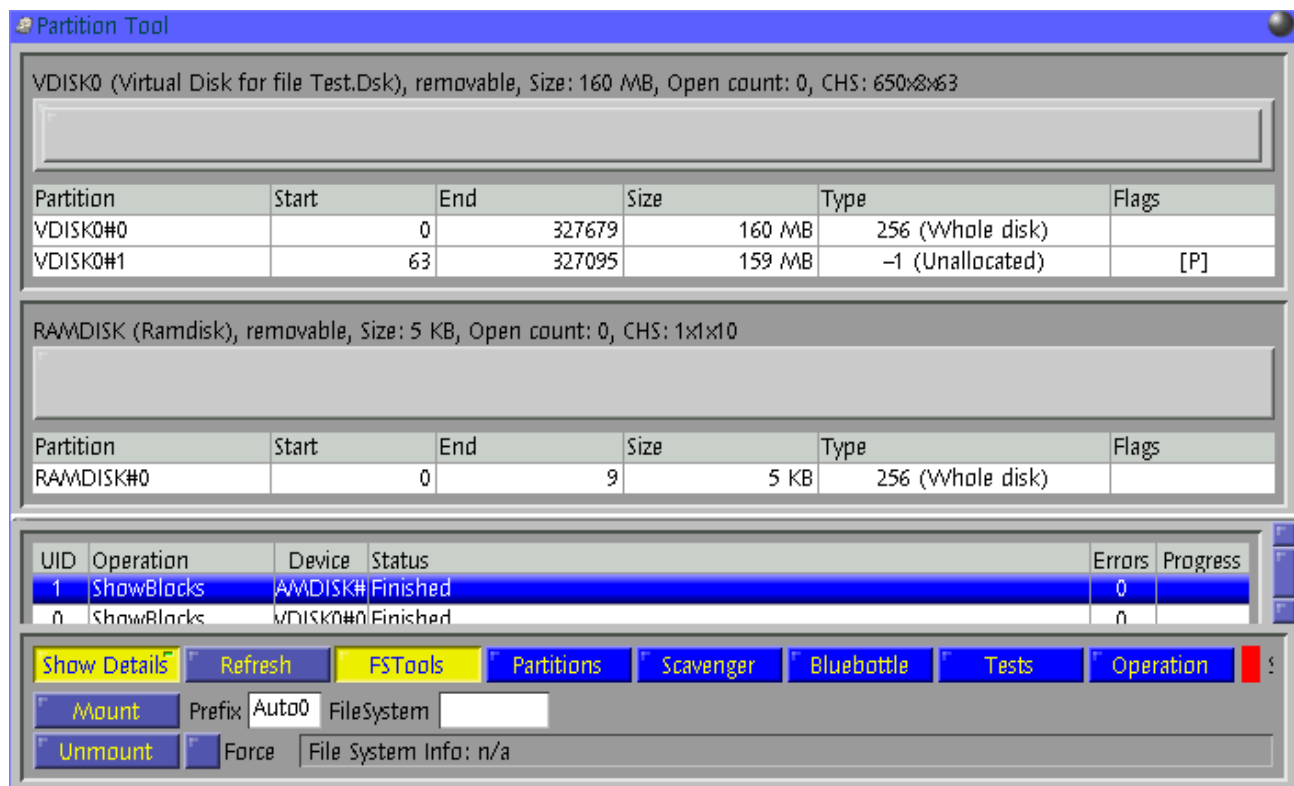 Partition Tool
VDISK0 (Virtual Disk for file Test.Dsk), removable, Size: 160 MB, Open count: 0, CHS: 650x8x63
Partition Start End Size Type Flags
VDISK0#0 0 327679 160 MB 256 (Whole disk)
VDISK0#1 63 327095 159 MB –1 (Unallocated) [P]
RAMDISK (Ramdisk), removable, Size: 5 KB, Open count: 0, CHS: 1x1x10
Partition Start End Size Type Flags
RAMDISK#0 0 9 5 KB 256 (Whole disk)
UID Operation Device Status Errors Progress
1 ShowBlocks AMDISK# Finished 0
0 ShowBlocks VDISK0#0 Finished 0
Show Details Refresh FSTools Partitions Scavenger Bluebottle Tests Operation
Mount Prefix Auto0 FileSystem
Unmount Force File System Info: n/a